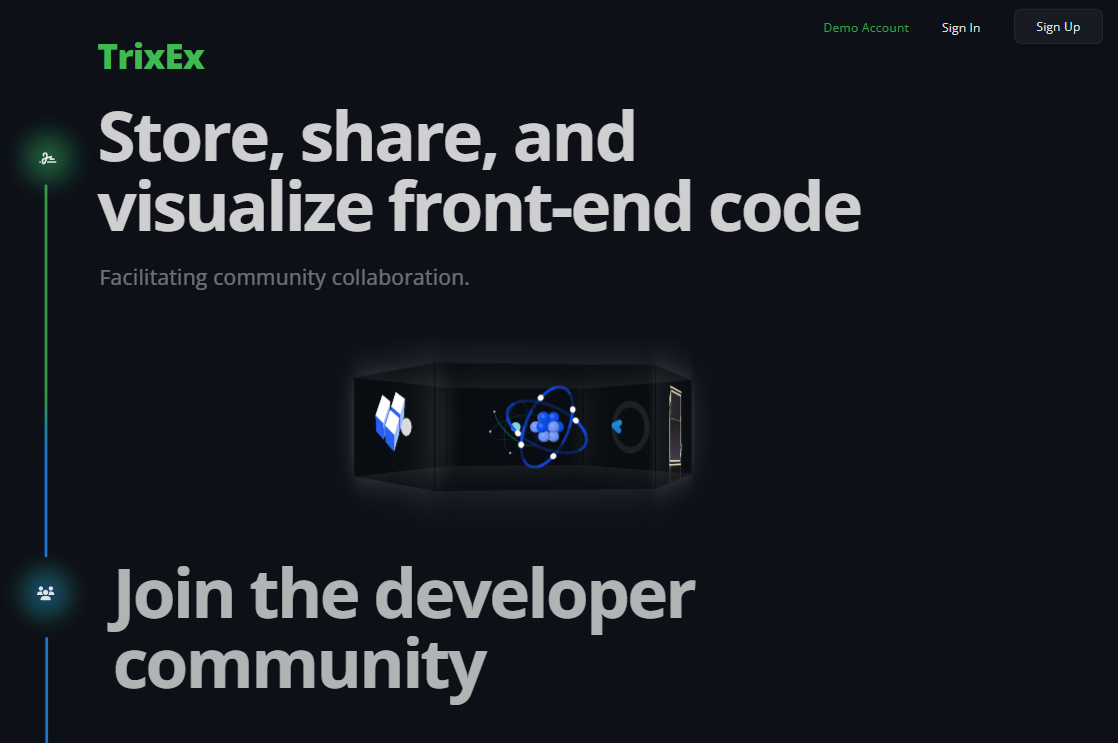 Demo Account
Sign In
Sign Up
TrixEx
Store, share, and
visualize front-end code
Facilitating community collaboration.
Join the developer
community